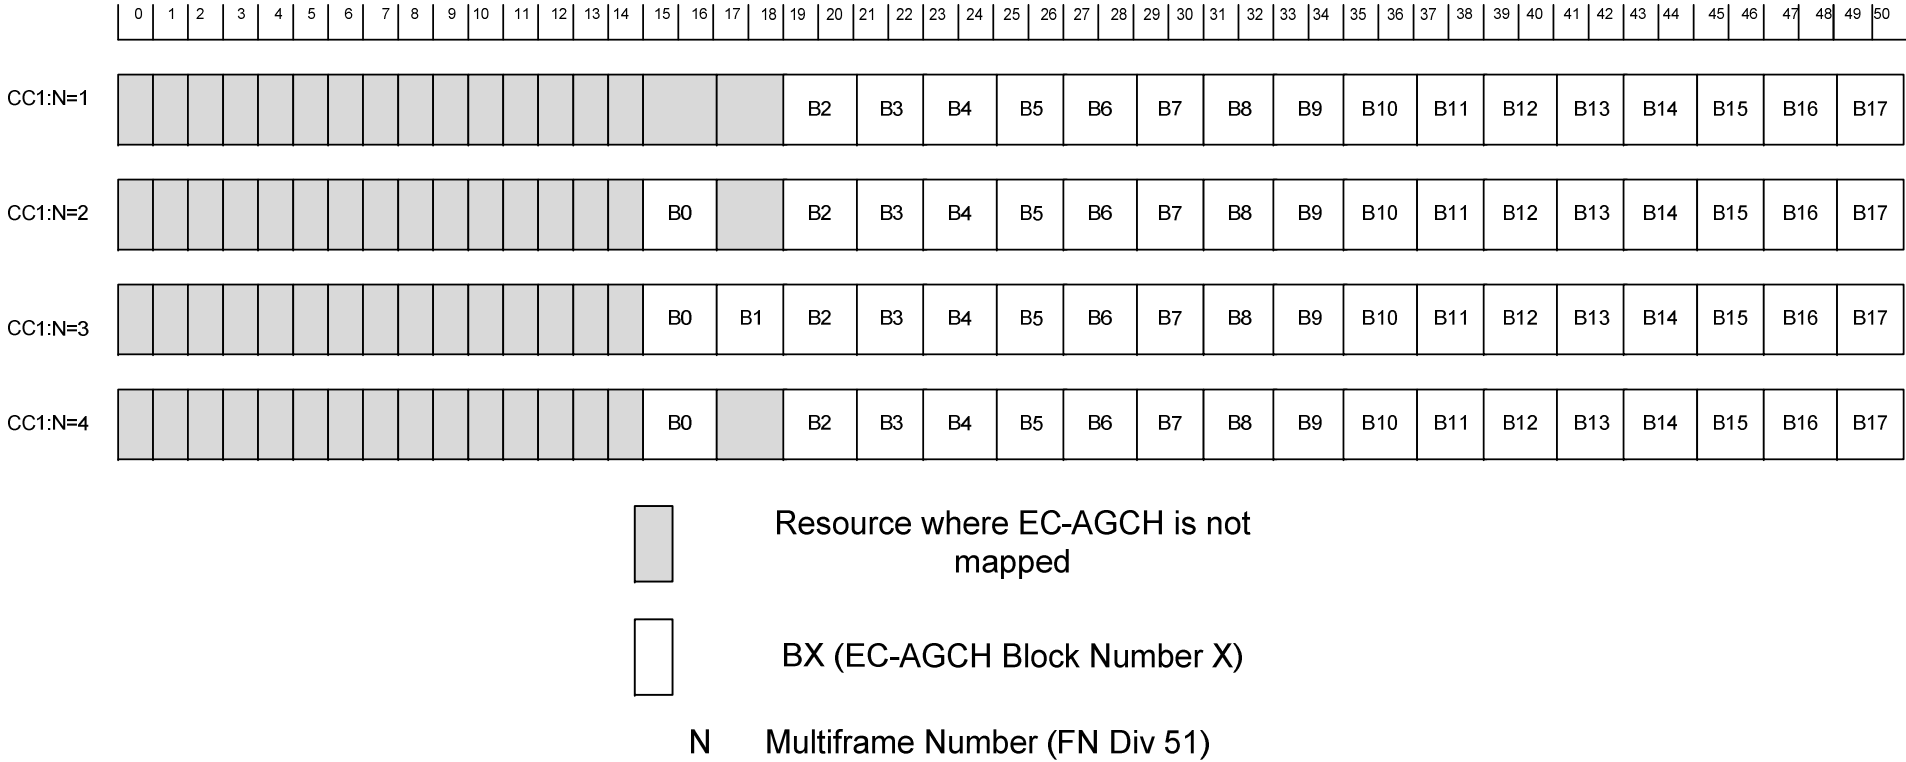 0 1 2 3 4 5 6 7 8 9 10 11 12 13 14 15 16 17 18 19 20 21 22 23 24 25 26 27 28 29 30 31 32 33 34 35 36 37 38 39 40 41 42 43 44 45 46 47 48 49 50
CC1:N=1 B2 B3 B4 B5 B6 B7 B8 B9 B10 B11 B12 B13 B14 B15 B16 B17
CC1:N=2 B0 B2 B3 B4 B5 B6 B7 B8 B9 B10 B11 B12 B13 B14 B15 B16 B17
CC1:N=3 B0 B1 B2 B3 B4 B5 B6 B7 B8 B9 B10 B11 B12 B13 B14 B15 B16 B17
CC1:N=4 B0 B2 B3 B4 B5 B6 B7 B8 B9 B10 B11 B12 B13 B14 B15 B16 B17
Resource where EC-AGCH is not
mapped
BX (EC-AGCH Block Number X)
N Multiframe Number (FN Div 51)